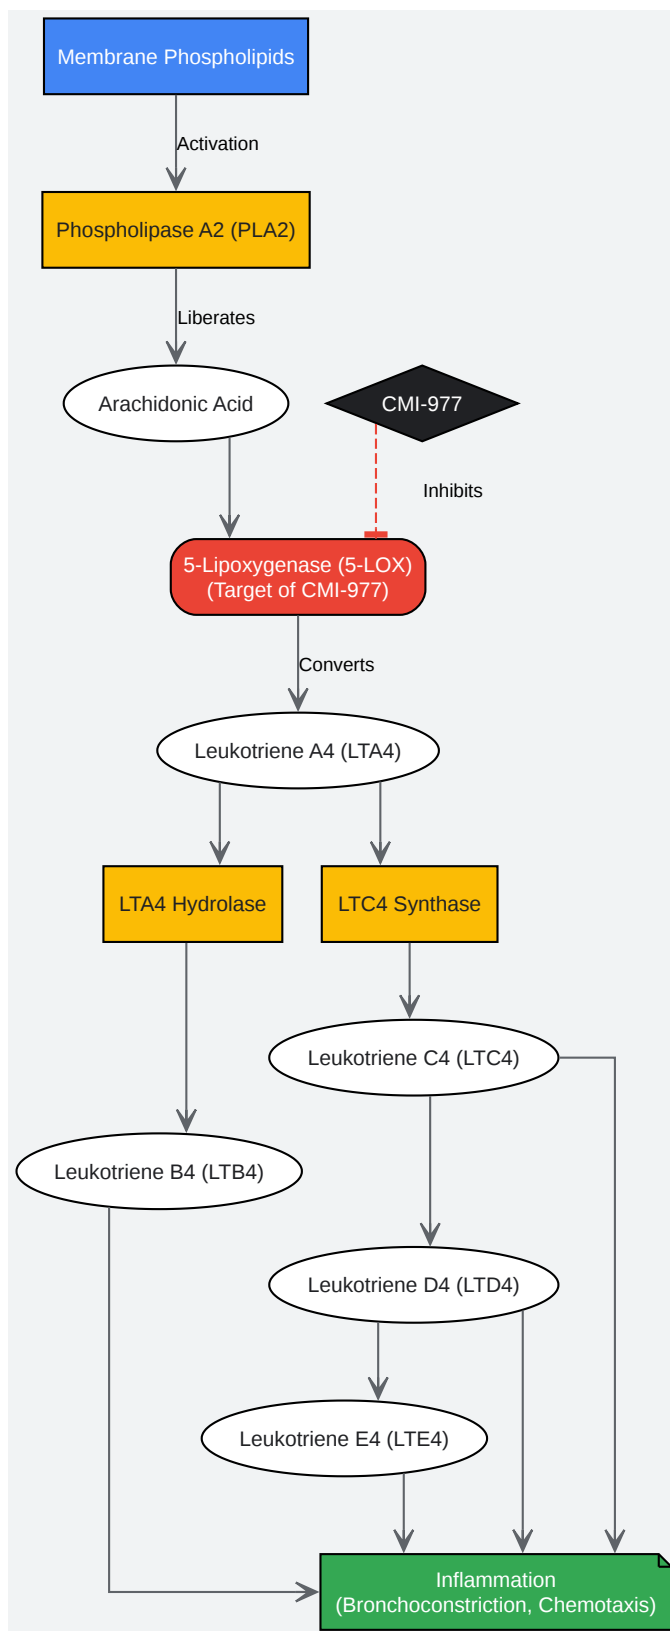 Membrane Phospholipids
Activation
Phospholipase A2 (PLA2)
Liberates
Arachidonic Acid
CMI-977
Inhibits
5-Lipoxygenase (5-LOX)
(Target of CMI-977)
Converts
Leukotriene A4 (LTA4)
LTA4 Hydrolase
LTC4 Synthase
Leukotriene C4 (LTC4)
Leukotriene B4 (LTB4)
Leukotriene D4 (LTD4)
Leukotriene E4 (LTE4)
Inflammation
(Bronchoconstriction, Chemotaxis)